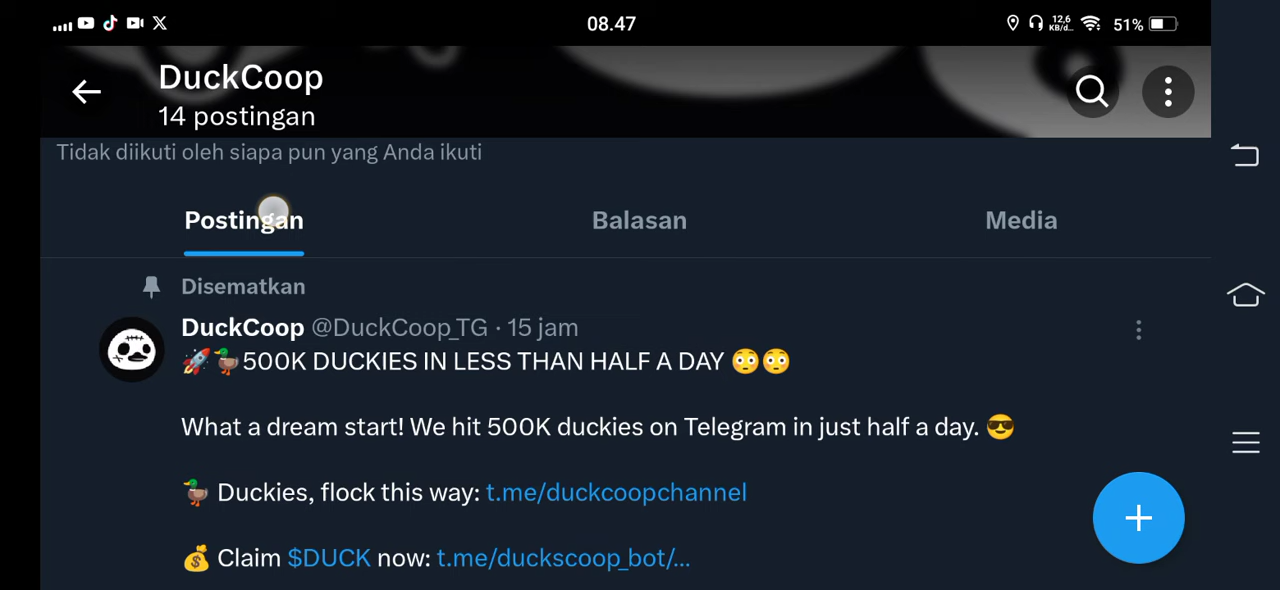 08.47
12,6
KB/d...
51%
DuckCoop
14 postingan
Tidak diikuti oleh siapa pun yang Anda ikuti
Postingan
Balasan
Media
Disematkan
DuckCoop @DuckCoop_TG · 15 jam
🚀🦆500K DUCKIES IN LESS THAN HALF A DAY 😳😳
What a dream start! We hit 500K duckies on Telegram in just half a day. 😎
🦆 Duckies, flock this way: t.me/duckcoopchannel
💰 Claim $DUCK now: t.me/duckscoop_bot/...